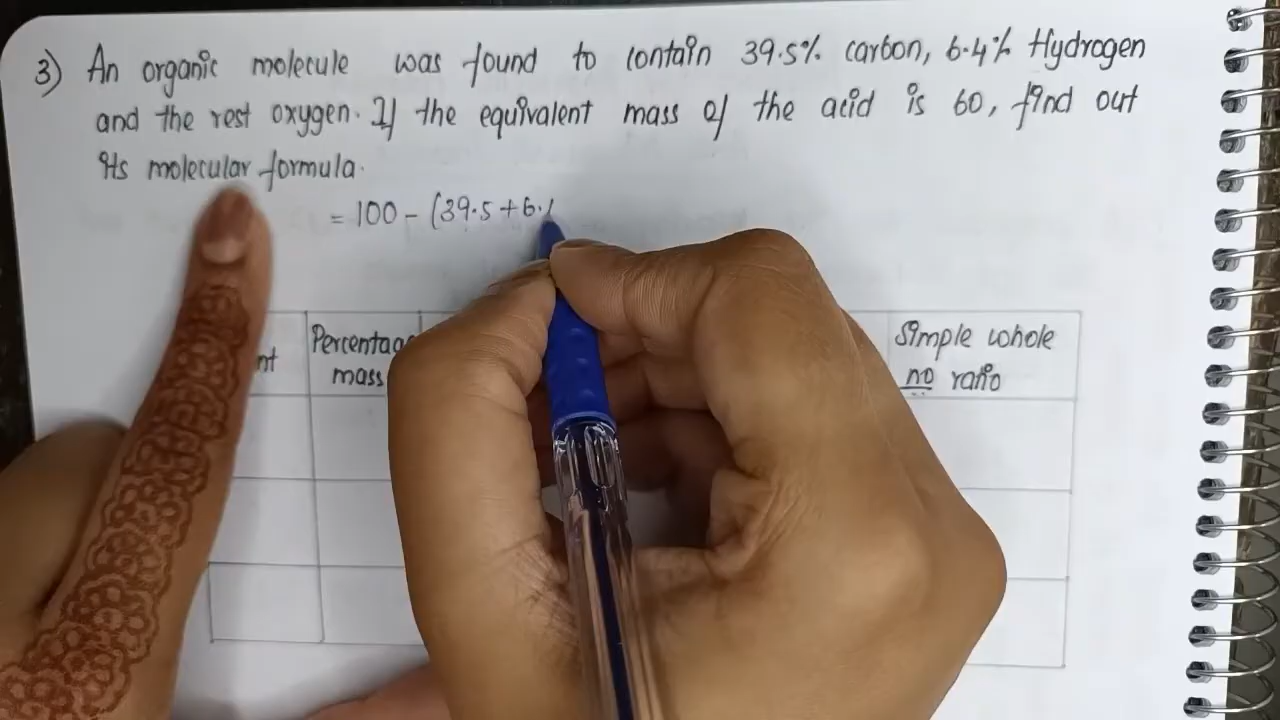 3) An organic molecule was found to contain 39.5% carbon, 6.4% Hydrogen
and the rest oxygen. If the equivalent mass of the acid is 60, find out
its molecular formula.
= 100 - (39.5 + 6.
nt Percentage Simple whole
mass no ratio